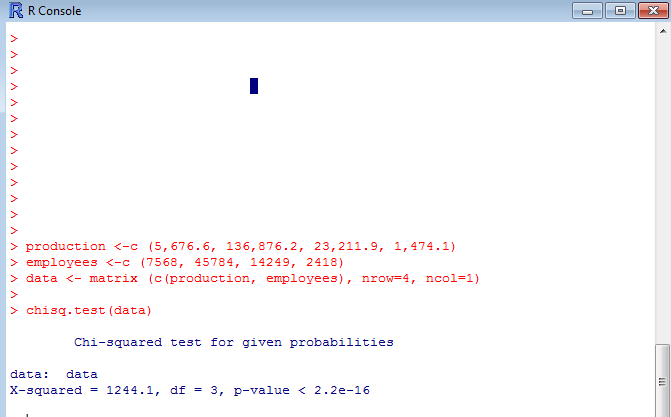 R Console
>
>
>
>
>
>
>
>
>
>
>
>
>
> production <-c (5,676.6, 136,876.2, 23,211.9, 1,474.1)
> employees <-c (7568, 45784, 14249, 2418)
> data <- matrix (c(production, employees), nrow=4, ncol=1)
>
> chisq.test(data)
Chi-squared test for given probabilities
data:  data
X-squared = 1244.1, df = 3, p-value < 2.2e-16